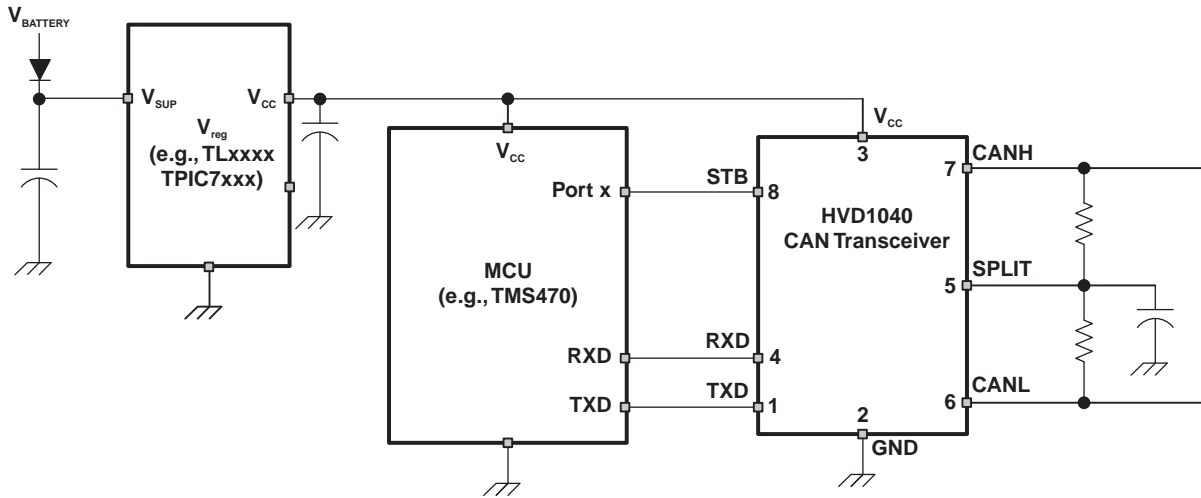 VBATTERY
VSUP
VCC
Vreg
(e.g., TLxxxx
TPIC7xxx)
VCC
Port x
MCU
(e.g., TMS470)
RXD
TXD
STB
RXD
TXD
VCC
3
8
HVD1040
CAN Transceiver
4
1
2
GND
7
CANH
5
SPLIT
6
CANL